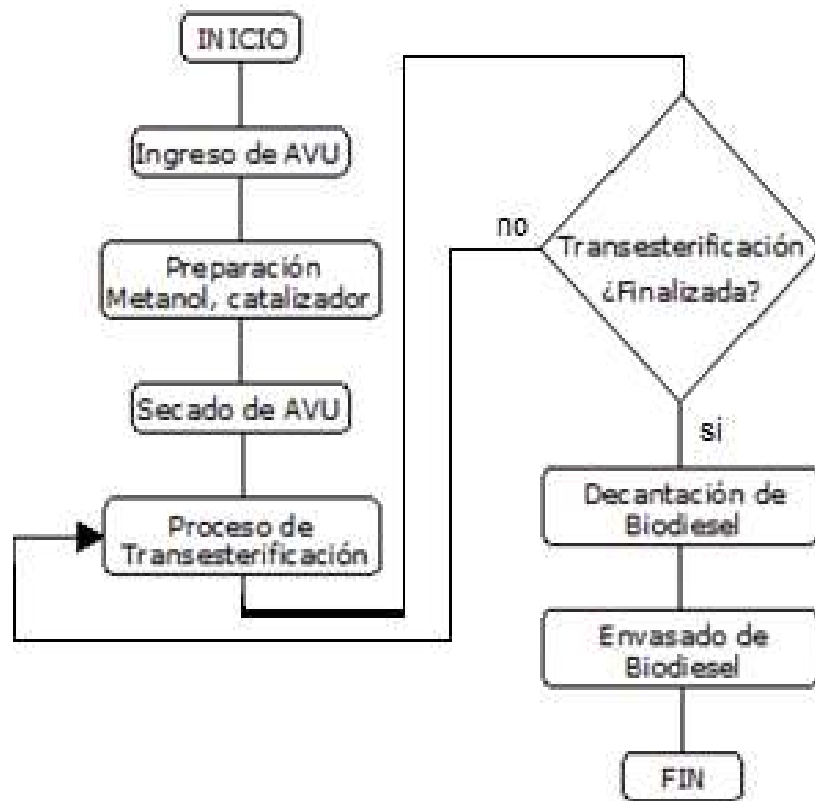 INICIO
Ingreso de AVU
Preparación
Metanol, catalizador
Secado de AVU
Proceso de
Transesterificación
no
Transesterificación
¿Finalizada?
si
Decantación de
Biodiesel
Envasado de
Biodiesel
FIN